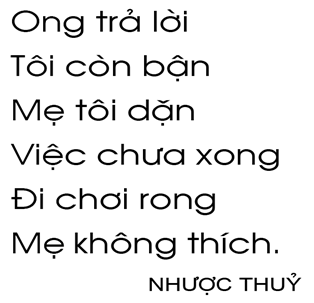 Ong trả lời
Tôi còn bận
Mẹ tôi dặn
Việc chưa xong
Đi chơi rong
Mẹ không thích.
NHƯỢC THUỶ